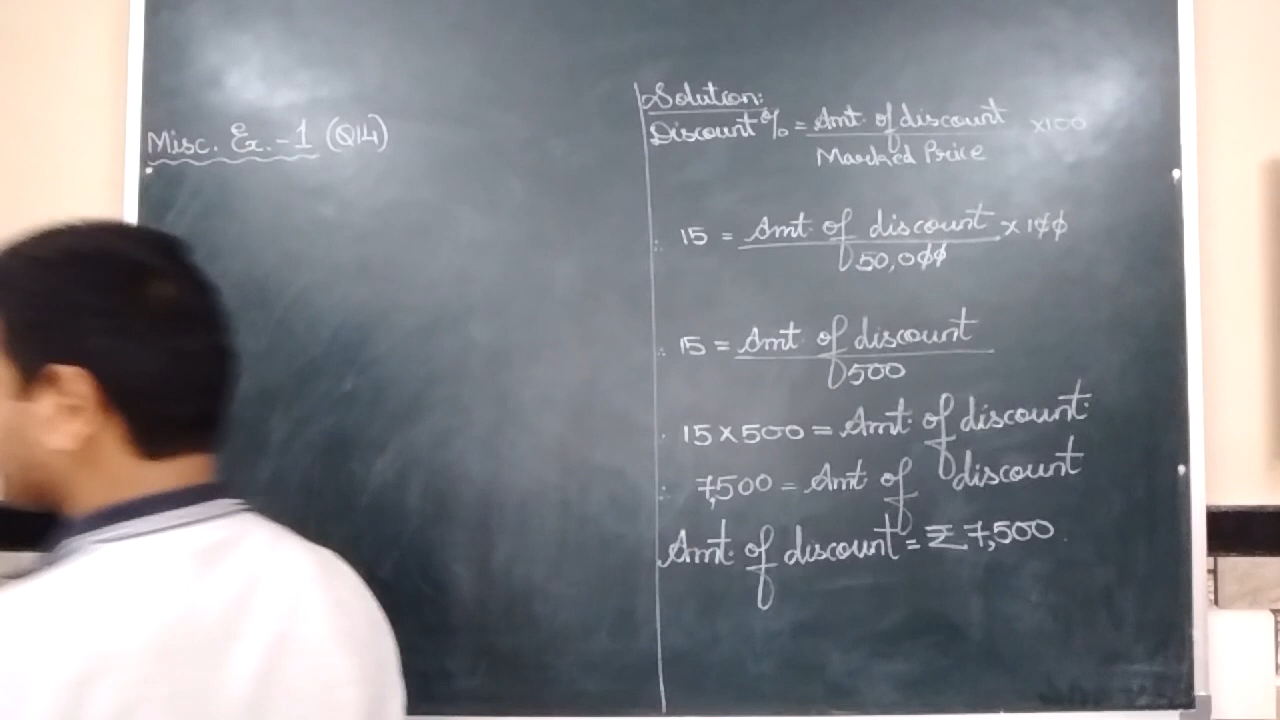 Misc. Ex.-1 (Q14)
Solution:
Discount % = Amt. of discount ×100
Marked Price
∴ 15 = Amt. of discount × 100
50,000
∴ 15 = Amt of discount
500
∴ 15×500 = Amt. of discount
∴ 7,500 = Amt of discount
Amt. of discount = ₹ 7,500